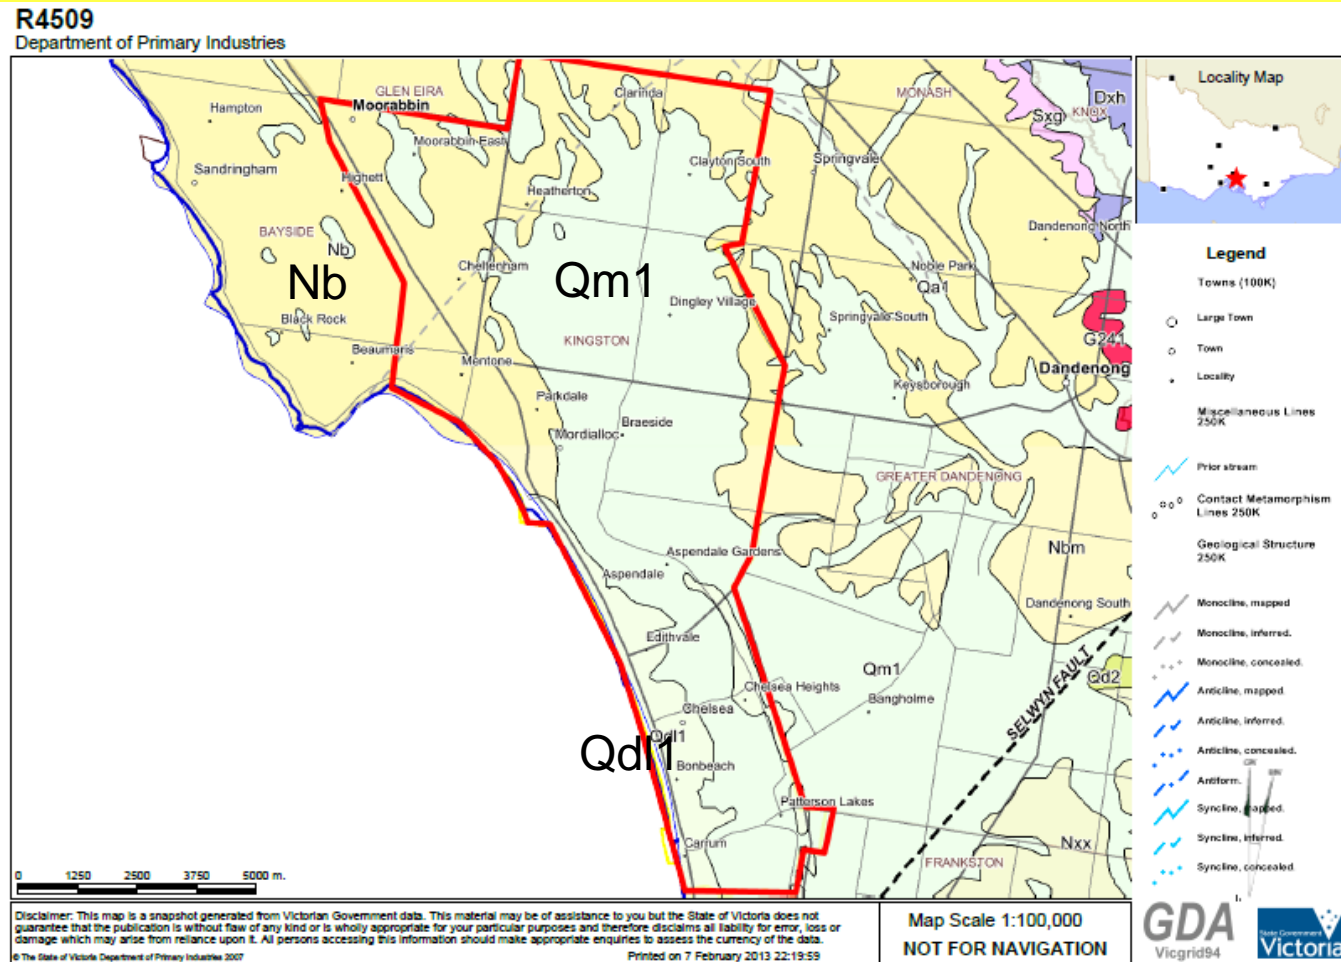 R4509
Department of Primary Industries
GLEN EIRA
Clarinda
MONASH
Hampton
Moorabbin
Dxh
Sxg
KNOX
Moorabbin East
Sandringham
Clayton South
Springvale
Highett
Heatherton
Dandenong North
BAYSIDE
Nb
Cheltenham
Noble Park
Nb
Qm1
Qa1
Dingley Village
Black Rock
Springvale South
KINGSTON
G241
Beaumaris
Mentone
Dandenong
Keysborough
Parkdale
Braeside
Mordialloc
GREATER DANDENONG
Aspendale Gardens
Nbm
Aspendale
Dandenong South
Edithvale
Qm1
Qd2
SELWYN FAULT
Chelsea Heights
Bangholme
Chelsea
Qdl1
Qdl1
Bonbeach
Patterson Lakes
Carrum
Nxx
FRANKSTON
0 1250 2500 3750 5000 m.
Locality Map
Legend
Towns (100K)
Large Town
Town
Locality
Miscellaneous Lines
250K
Prior stream
Contact Metamorphism
Lines 250K
Geological Structure
250K
Monocline, mapped
Monocline, inferred.
Monocline, concealed.
Anticline, mapped.
Anticline, inferred.
Anticline, concealed.
Antiform.
Syncline, mapped.
Syncline, inferred.
Syncline, concealed.
Disclaimer: This map is a snapshot generated from Victorian Government data. This material may be of assistance to you but the State of Victoria does not
guarantee that the publication is without flaw of any kind or is wholly appropriate for your particular purposes and therefore disclaims all liability for error, loss or
damage which may arise from reliance upon it. All persons accessing this information should make appropriate enquiries to assess the currency of the data.
© The State of Victoria Department of Primary Industries 2007
Printed on 7 February 2013 22:19:59
Map Scale 1:100,000
NOT FOR NAVIGATION
GDA
Vicgrid94
State Government
Victoria